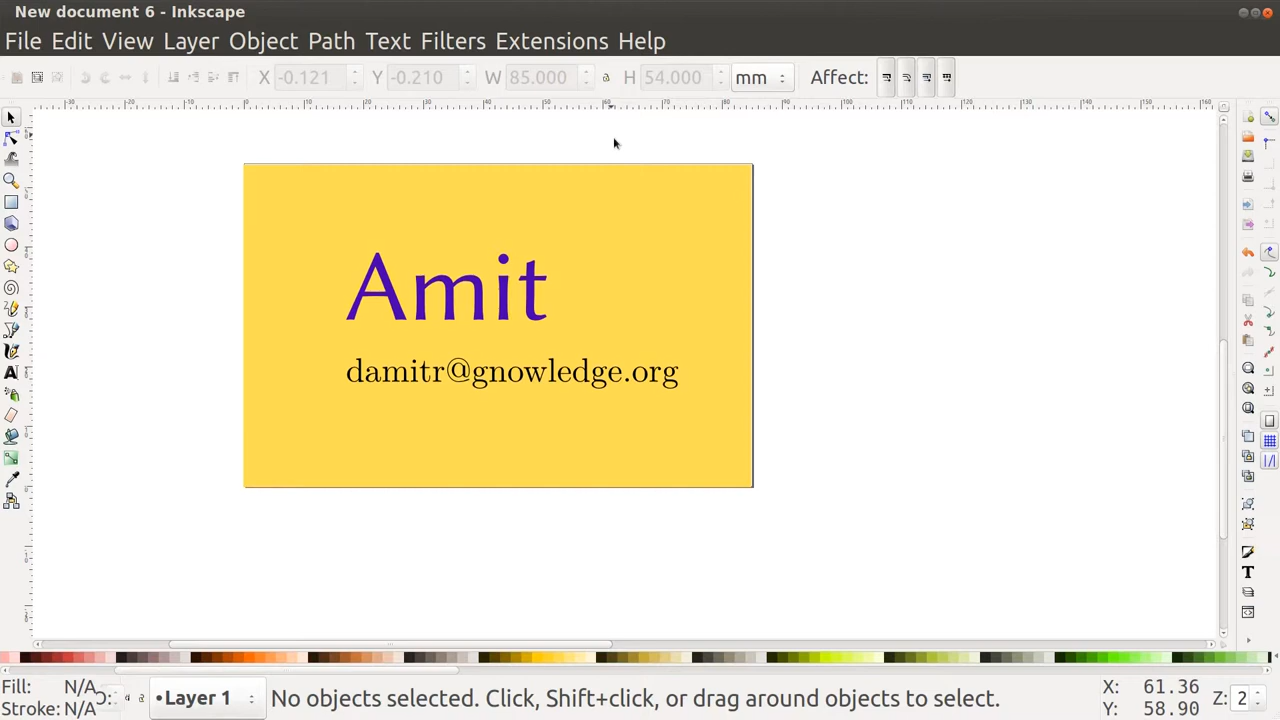 New document 6 - Inkscape
File Edit View Layer Object Path Text Filters Extensions Help
X -0.121 Y -0.210 W 85.000 H 54.000 mm Affect:
Amit
damitr@gnowledge.org
Fill: N/A
Stroke: N/A
O:
Layer 1
No objects selected. Click, Shift+click, or drag around objects to select.
X: 61.36
Y: 58.90
Z: 2